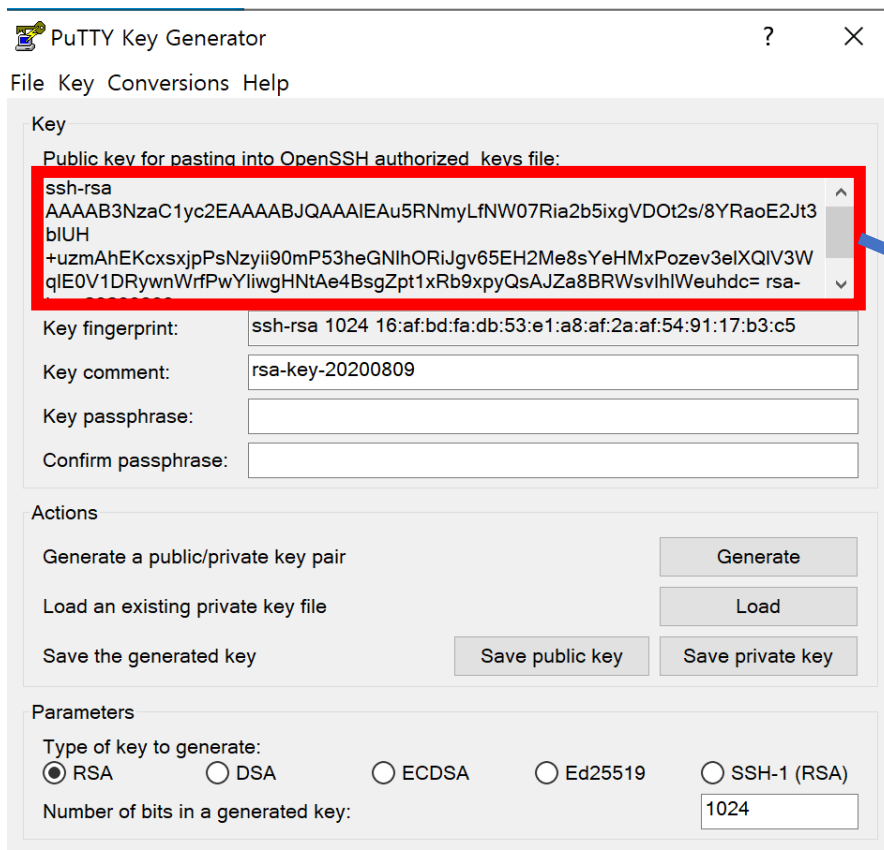 PuTTY Key Generator
?
File Key Conversions Help
Key
Public key for pasting into OpenSSH authorized_keys file:
ssh-rsa
AAAAB3NzaC1yc2EAAAABJQAAAIEAu5RNmyLfNW07Ria2b5ixgVDOt2s/8YRaoE2Jt3
blUH
+uzmAhEKcxsxjpPsNzyii90mP53heGNlhORiJgv65EH2Me8sYeHMxPozev3elXQlV3W
qlE0V1DRywnWrfPwYliwgHNtAe4BsgZpt1xRb9xpyQsAJZa8BRWsvlhlWeuhdc= rsa-
Key fingerprint:
ssh-rsa 1024 16:af:bd:fa:db:53:e1:a8:af:2a:af:54:91:17:b3:c5
Key comment:
rsa-key-20200809
Key passphrase:
Confirm passphrase:
Actions
Generate a public/private key pair
Generate
Load an existing private key file
Load
Save the generated key
Save public key
Save private key
Parameters
Type of key to generate:
RSA
DSA
ECDSA
Ed25519
SSH-1 (RSA)
Number of bits in a generated key:
1024